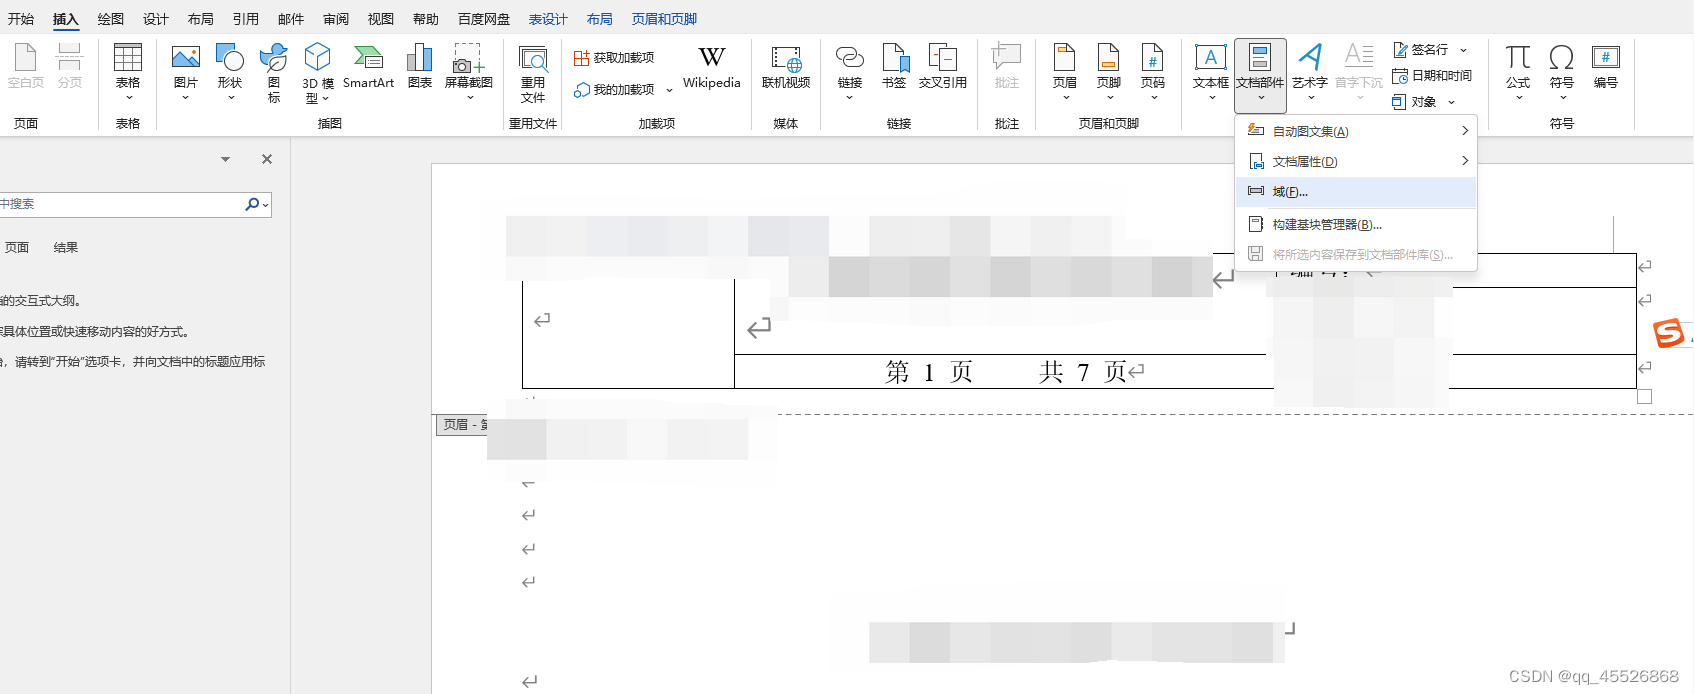 开始 插入 绘图 设计 布局 引用 邮件 审阅 视图 帮助 百度网盘 表设计 布局 页眉和页脚
空白页 分页 表格 图片 形状 图标 3D 模型 SmartArt 图表 屏幕截图 重用文件 获取加载项 我的加载项 Wikipedia 联机视频 链接 书签 交叉引用 批注 页眉 页脚 页码 文本框 文档部件 艺术字 首字下沉 签名行 日期和时间 对象 公式 符号 编号
页面 表格 插图 重用文件 加载项 媒体 链接 批注 页眉和页脚 符号
自动图文集(A)
文档属性(D)
域(F)...
构建基块管理器(B)...
将所选内容保存到文档部件库(S)...
中搜索
页面 结果
的交互式大纲。
具体位置或快速移动内容的好方式。
，请转到“开始”选项卡，并向文档中的标题应用标
第 1 页 共 7 页
页眉 - 第
CSDN @qq_45526868